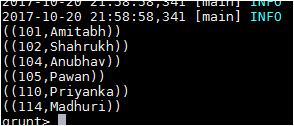 2017-10-20 21:58:58,341 [main] INFO
2017-10-20 21:58:58,341 [main] INFO
((101,Amitabh))
((102,Shahrukh))
((104,Anubhav))
((105,Pawan))
((110,Priyanka))
((114,Madhuri))
grunt>